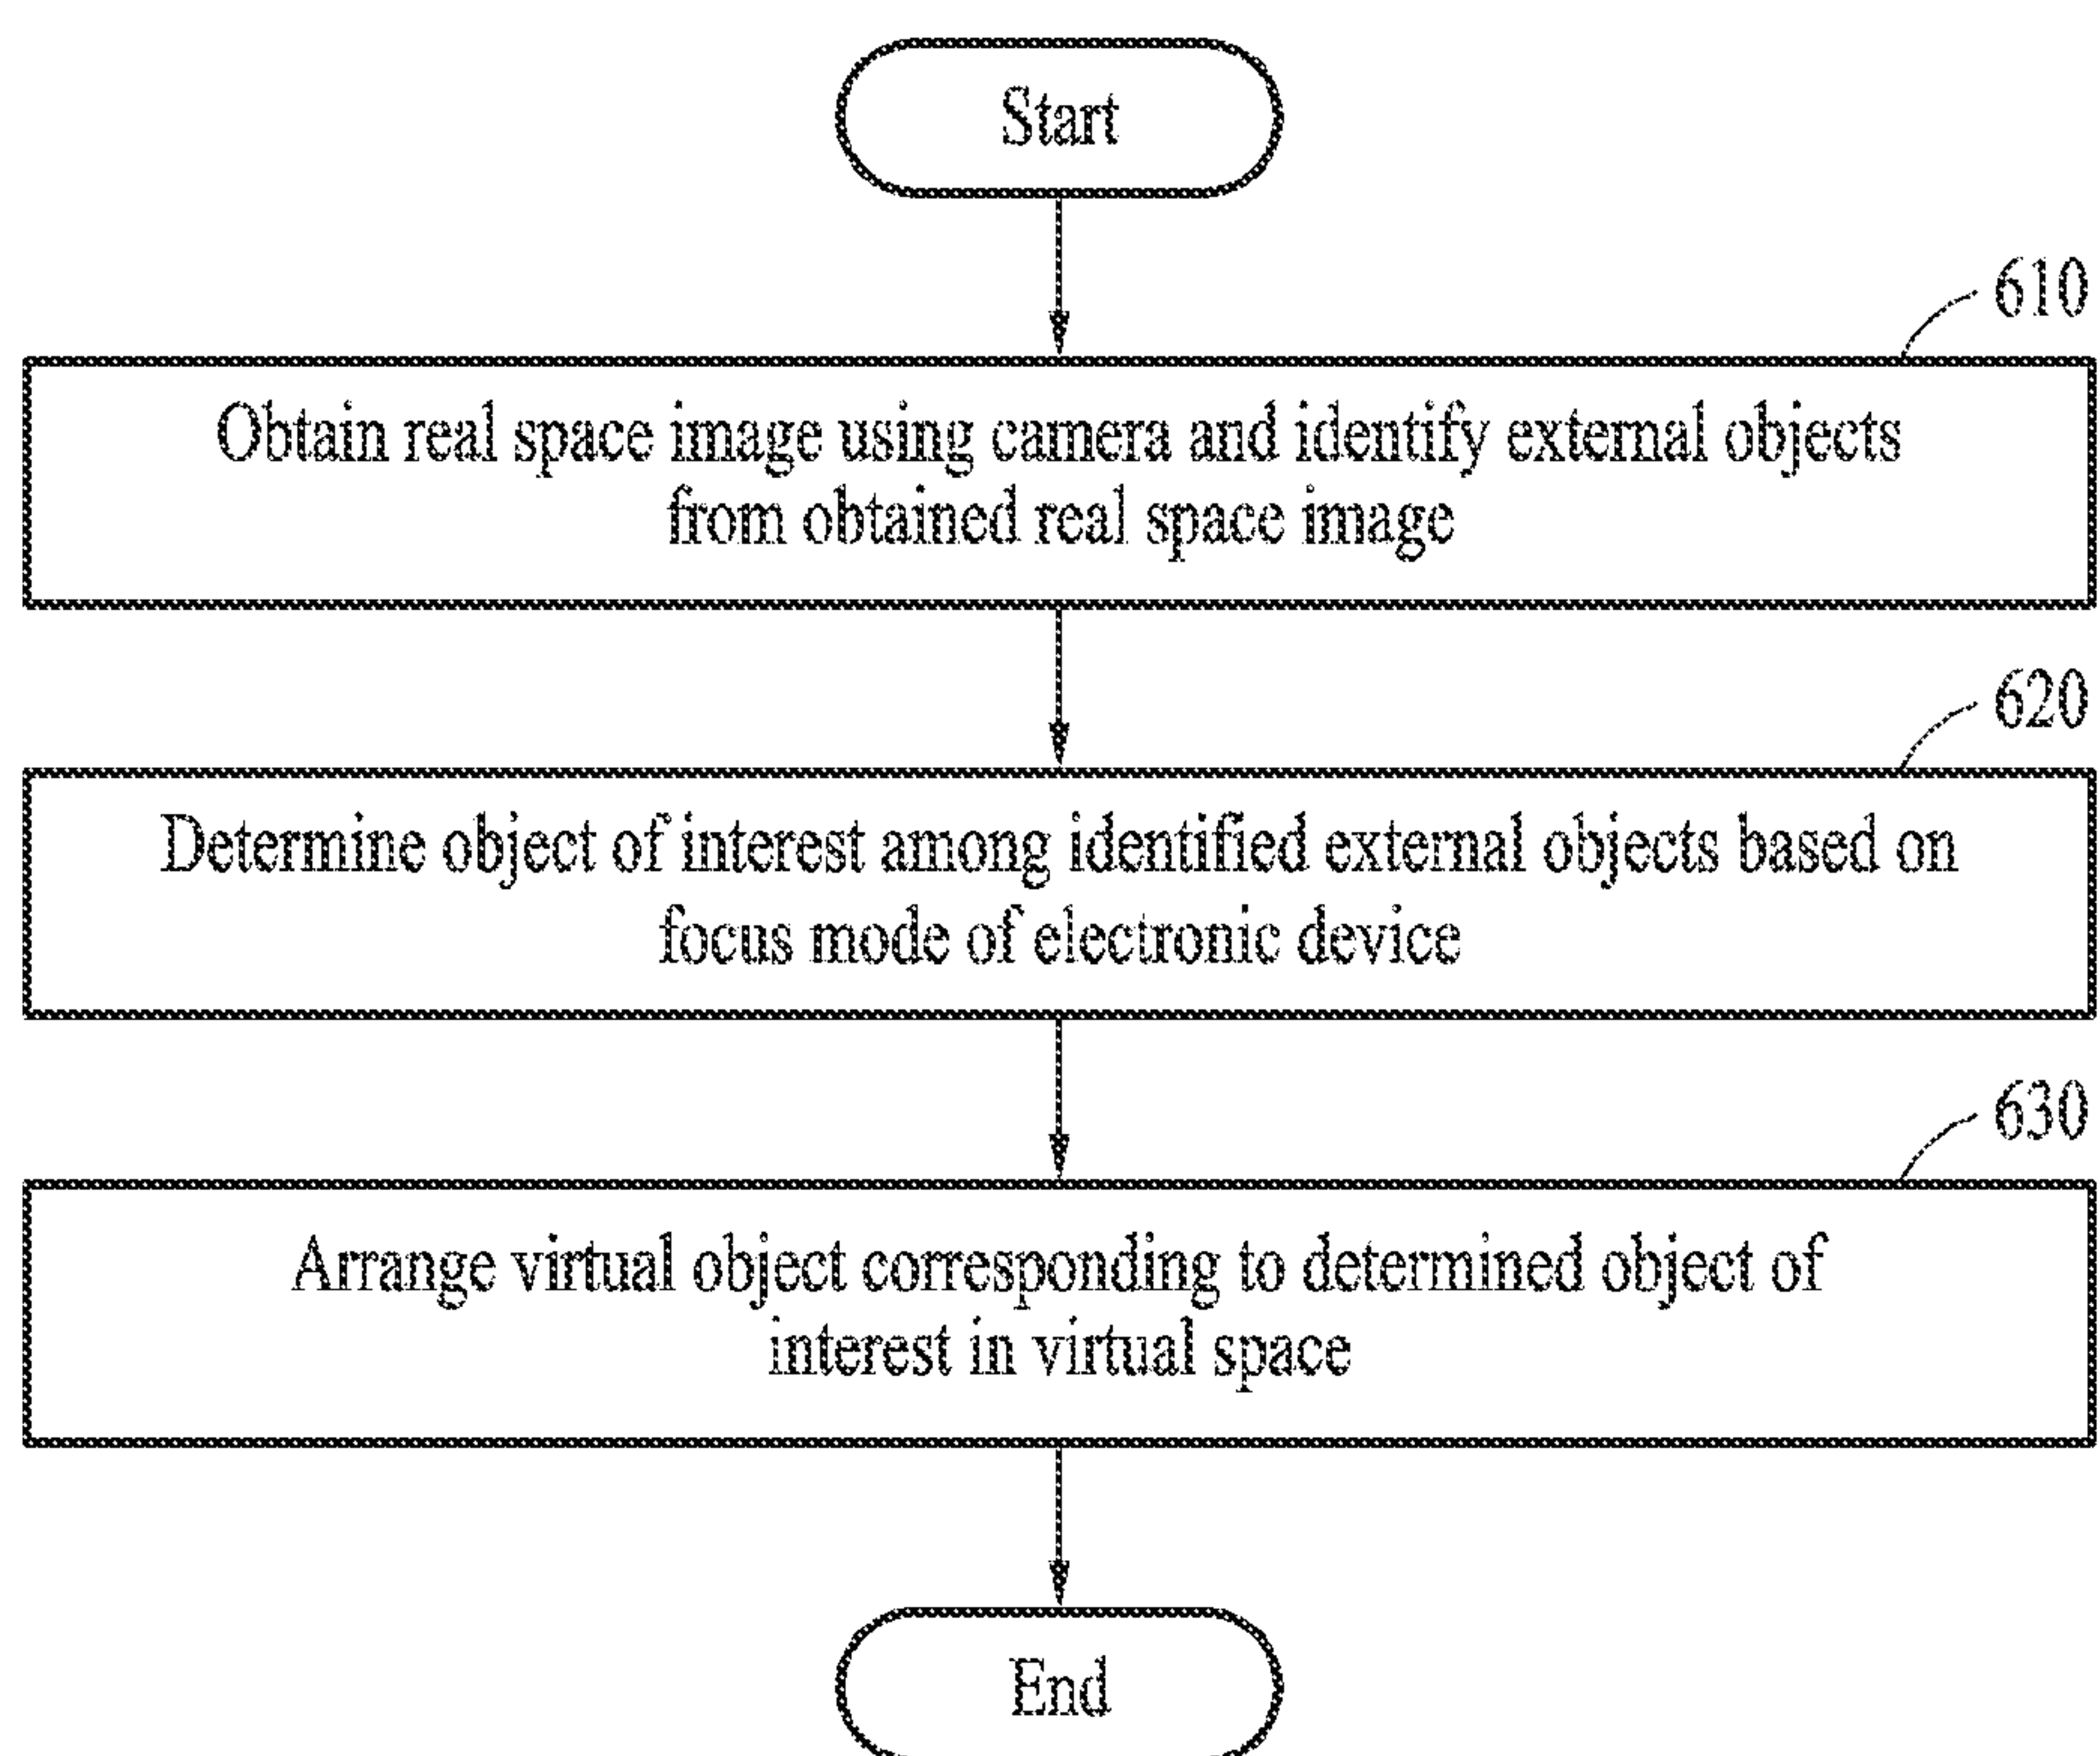 Start
610
Obtain real space image using camera and identify external objects
from obtained real space image
620
Determine object of interest among identified external objects based on
focus mode of electronic device
630
Arrange virtual object corresponding to determined object of
interest in virtual space
End